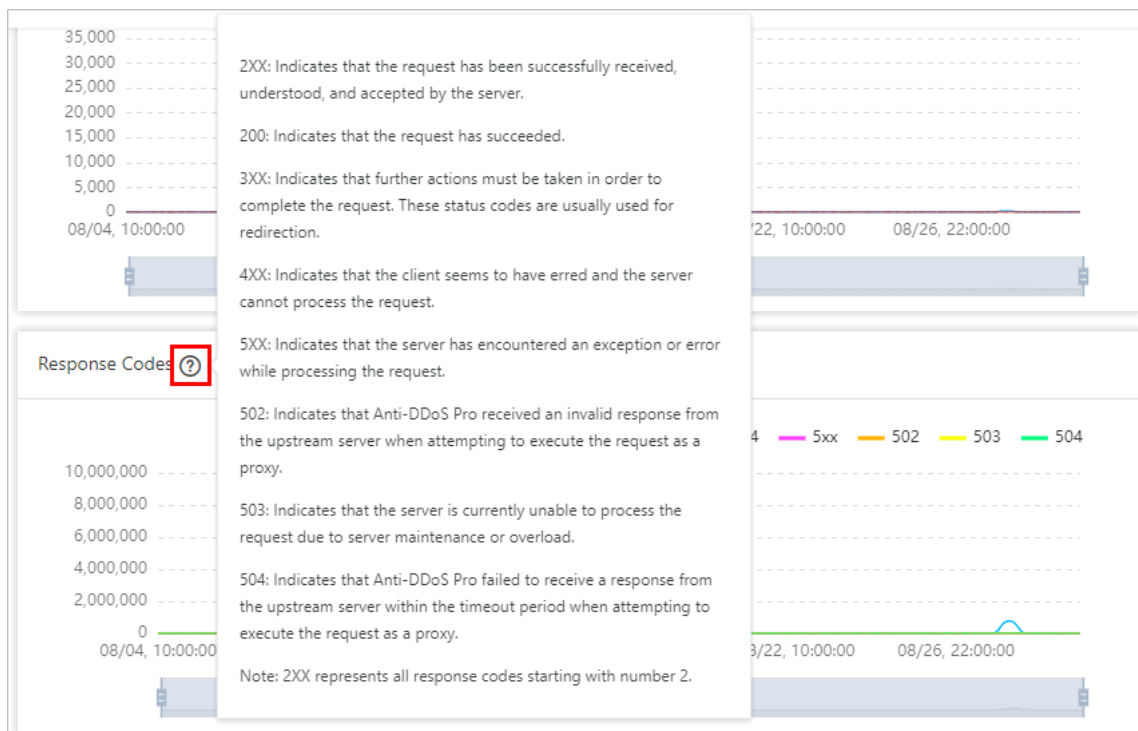 35,000
30,000
25,000
20,000
15,000
10,000
5,000
0
08/04, 10:00:00
/22, 10:00:00
08/26, 22:00:00
2XX: Indicates that the request has been successfully received,
understood, and accepted by the server.
200: Indicates that the request has succeeded.
3XX: Indicates that further actions must be taken in order to
complete the request. These status codes are usually used for
redirection.
4XX: Indicates that the client seems to have erred and the server
cannot process the request.
5XX: Indicates that the server has encountered an exception or error
while processing the request.
502: Indicates that Anti-DDoS Pro received an invalid response from
the upstream server when attempting to execute the request as a
proxy.
503: Indicates that the server is currently unable to process the
request due to server maintenance or overload.
504: Indicates that Anti-DDoS Pro failed to receive a response from
the upstream server within the timeout period when attempting to
execute the request as a proxy.
Note: 2XX represents all response codes starting with number 2.
Response Codes ?
4 5xx 502 503 504
10,000,000
8,000,000
6,000,000
4,000,000
2,000,000
0
08/04, 10:00:00
/22, 10:00:00
08/26, 22:00:00